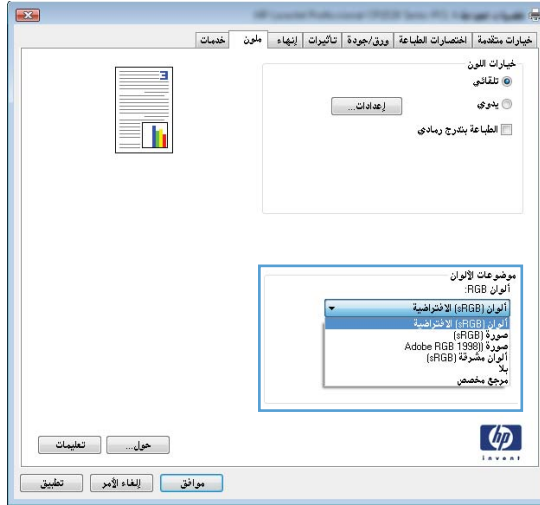 خيارات متقدمة اختصارات الطباعة ورق/جودة تأثيرات إنهاء ملون خدمات
خيارات اللون
تلقائي
يدوي
إعدادات...
الطباعة بتدرج رمادي
موضوعات الألوان
ألوان RGB:
ألوان (sRGB) الافتراضية
ألوان (sRGB) الافتراضية
صورة (sRGB)
صورة (Adobe RGB 1998)
ألوان مشرقة (sRGB)
بلا
مرجع مخصص
hp
invent
حول... تعليمات
موافق إلغاء الأمر تطبيق